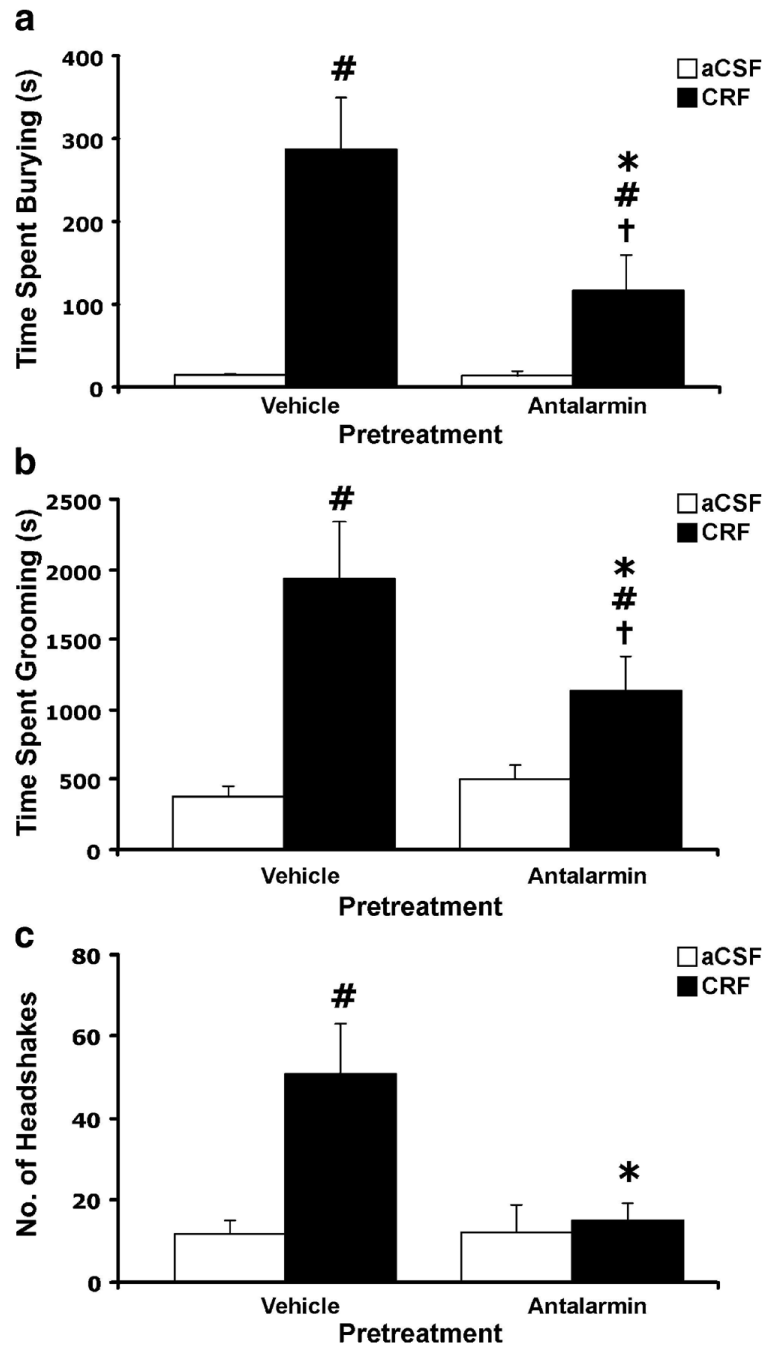 a
400
300
200
100
0
Time Spent Burying (s)
#
*
#
†
aCSF
CRF
Vehicle Antalarmin
Pretreatment
b
2500
2000
1500
1000
500
0
Time Spent Grooming (s)
#
*
#
†
aCSF
CRF
Vehicle Antalarmin
Pretreatment
c
80
60
40
20
0
No. of Headshakes
#
*
aCSF
CRF
Vehicle Antalarmin
Pretreatment